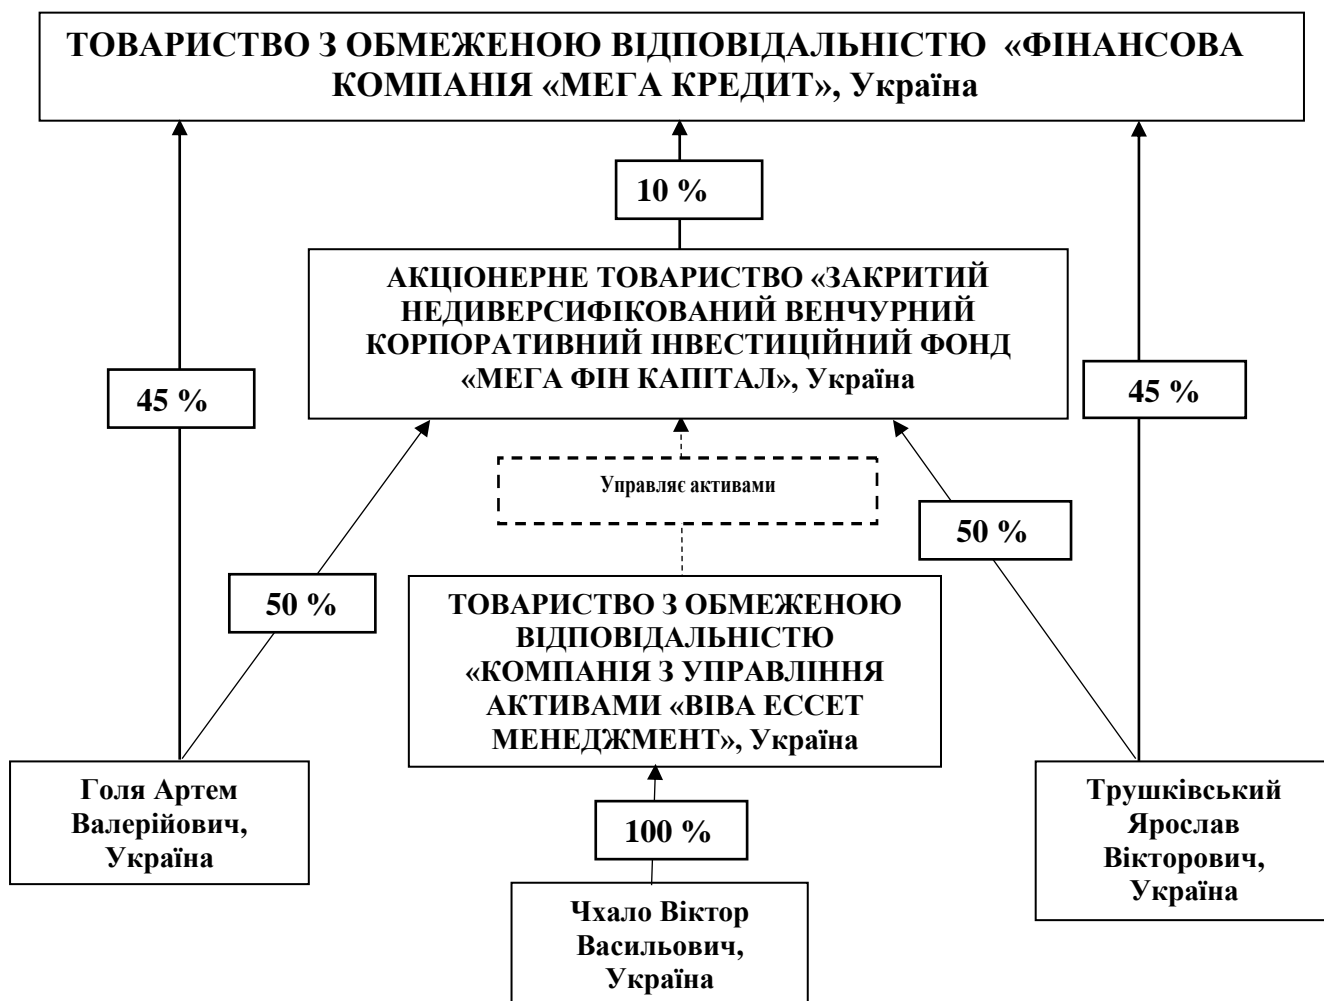 ТОВАРИСТВО З ОБМЕЖЕНОЮ ВІДПОВІДАЛЬНІСТЮ «ФІНАНСОВА
КОМПАНІЯ «МЕГА КРЕДИТ», Україна
10 %
АКЦІОНЕРНЕ ТОВАРИСТВО «ЗАКРИТИЙ
НЕДИВЕРСИФІКОВАНИЙ ВЕНЧУРНИЙ
КОРПОРАТИВНИЙ ІНВЕСТИЦІЙНИЙ ФОНД
«МЕГА ФІН КАПІТАЛ», Україна
45 %
45 %
Управляє активами
50 %
50 %
ТОВАРИСТВО З ОБМЕЖЕНОЮ
ВІДПОВІДАЛЬНІСТЮ
«КОМПАНІЯ З УПРАВЛІННЯ
АКТИВАМИ «ВІВА ЕССЕТ
МЕНЕДЖМЕНТ», Україна
Голя Артем
Валерійович,
Україна
100 %
Трушківський
Ярослав
Вікторович,
Україна
Чхало Віктор
Васильович,
Україна